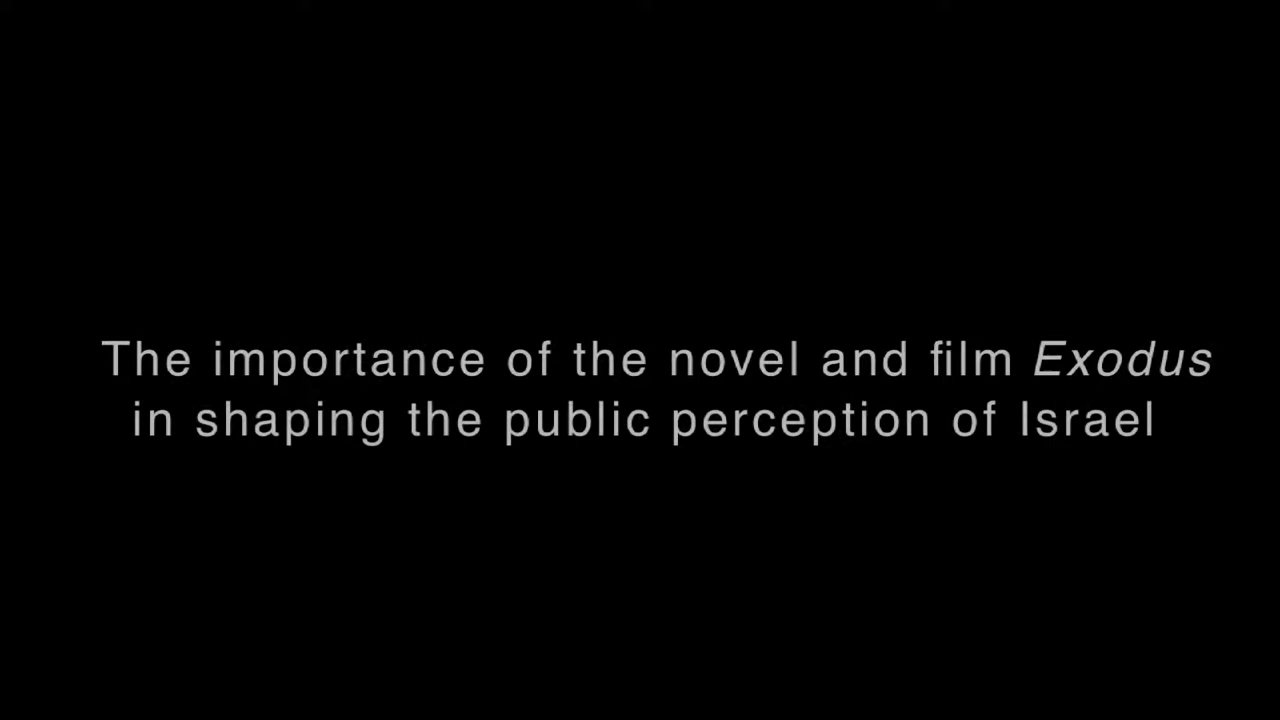 The importance of the novel and film Exodus
in shaping the public perception of Israel